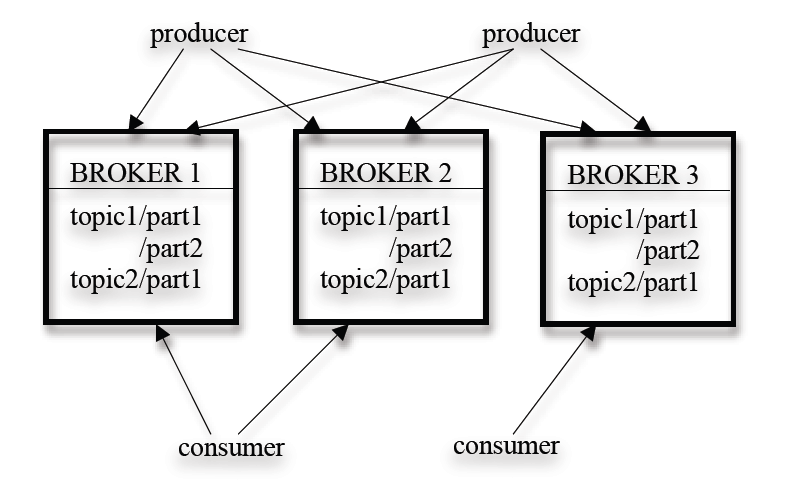 producer
producer
BROKER 1
topic1/part1
/part2
topic2/part1
BROKER 2
topic1/part1
/part2
topic2/part1
BROKER 3
topic1/part1
/part2
topic2/part1
consumer
consumer